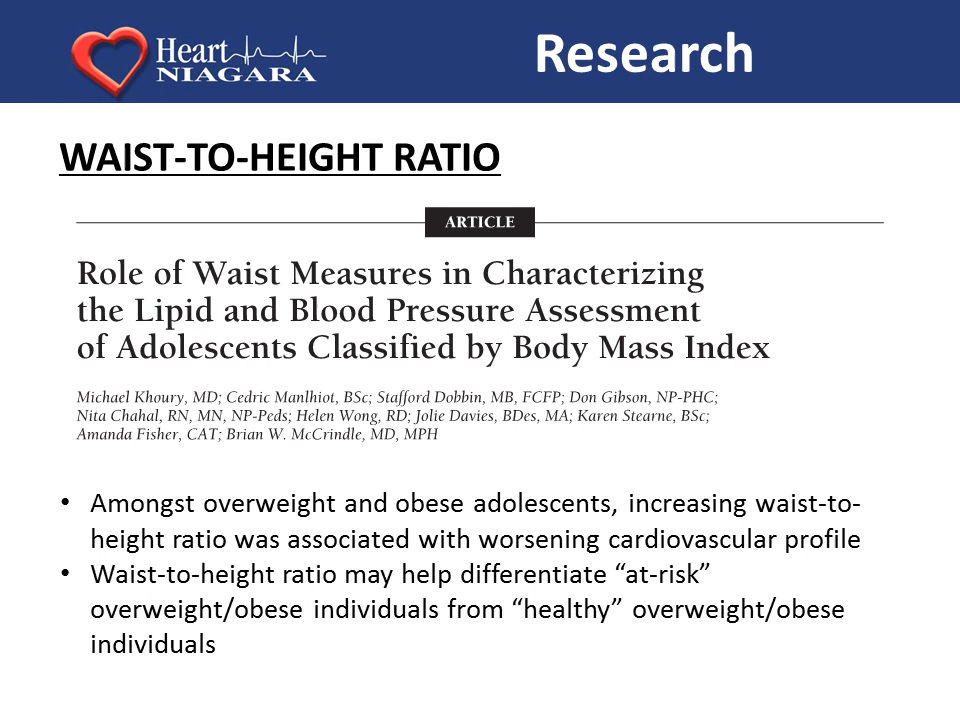 Heart
NIAGARA
Research
WAIST-TO-HEIGHT RATIO
ARTICLE
Role of Waist Measures in Characterizing
the Lipid and Blood Pressure Assessment
of Adolescents Classified by Body Mass Index
Michael Khoury, MD; Cedric Manlhiot, BSc; Stafford Dobbin, MB, FCFP; Don Gibson, NP-PHC;
Nita Chahal, RN, MN, NP-Peds; Helen Wong, RD; Jolie Davies, BDes, MA; Karen Stearne, BSc;
Amanda Fisher, CAT; Brian W. McCrindle, MD, MPH
• Amongst overweight and obese adolescents, increasing waist-to-
height ratio was associated with worsening cardiovascular profile
• Waist-to-height ratio may help differentiate “at-risk”
overweight/obese individuals from “healthy” overweight/obese
individuals